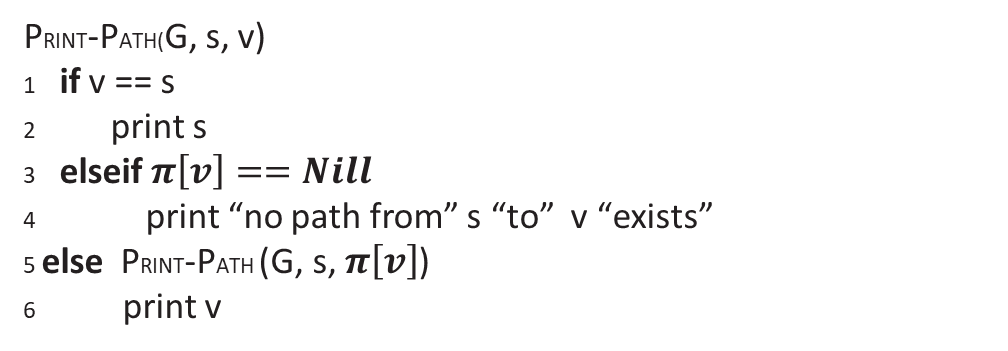 PRINT-PATH(G, s, v)
1 if v == s
2 print s
3 elseif π[v] == Nill
4 print “no path from” s “to” v “exists”
5 else PRINT-PATH (G, s, π[v])
6 print v